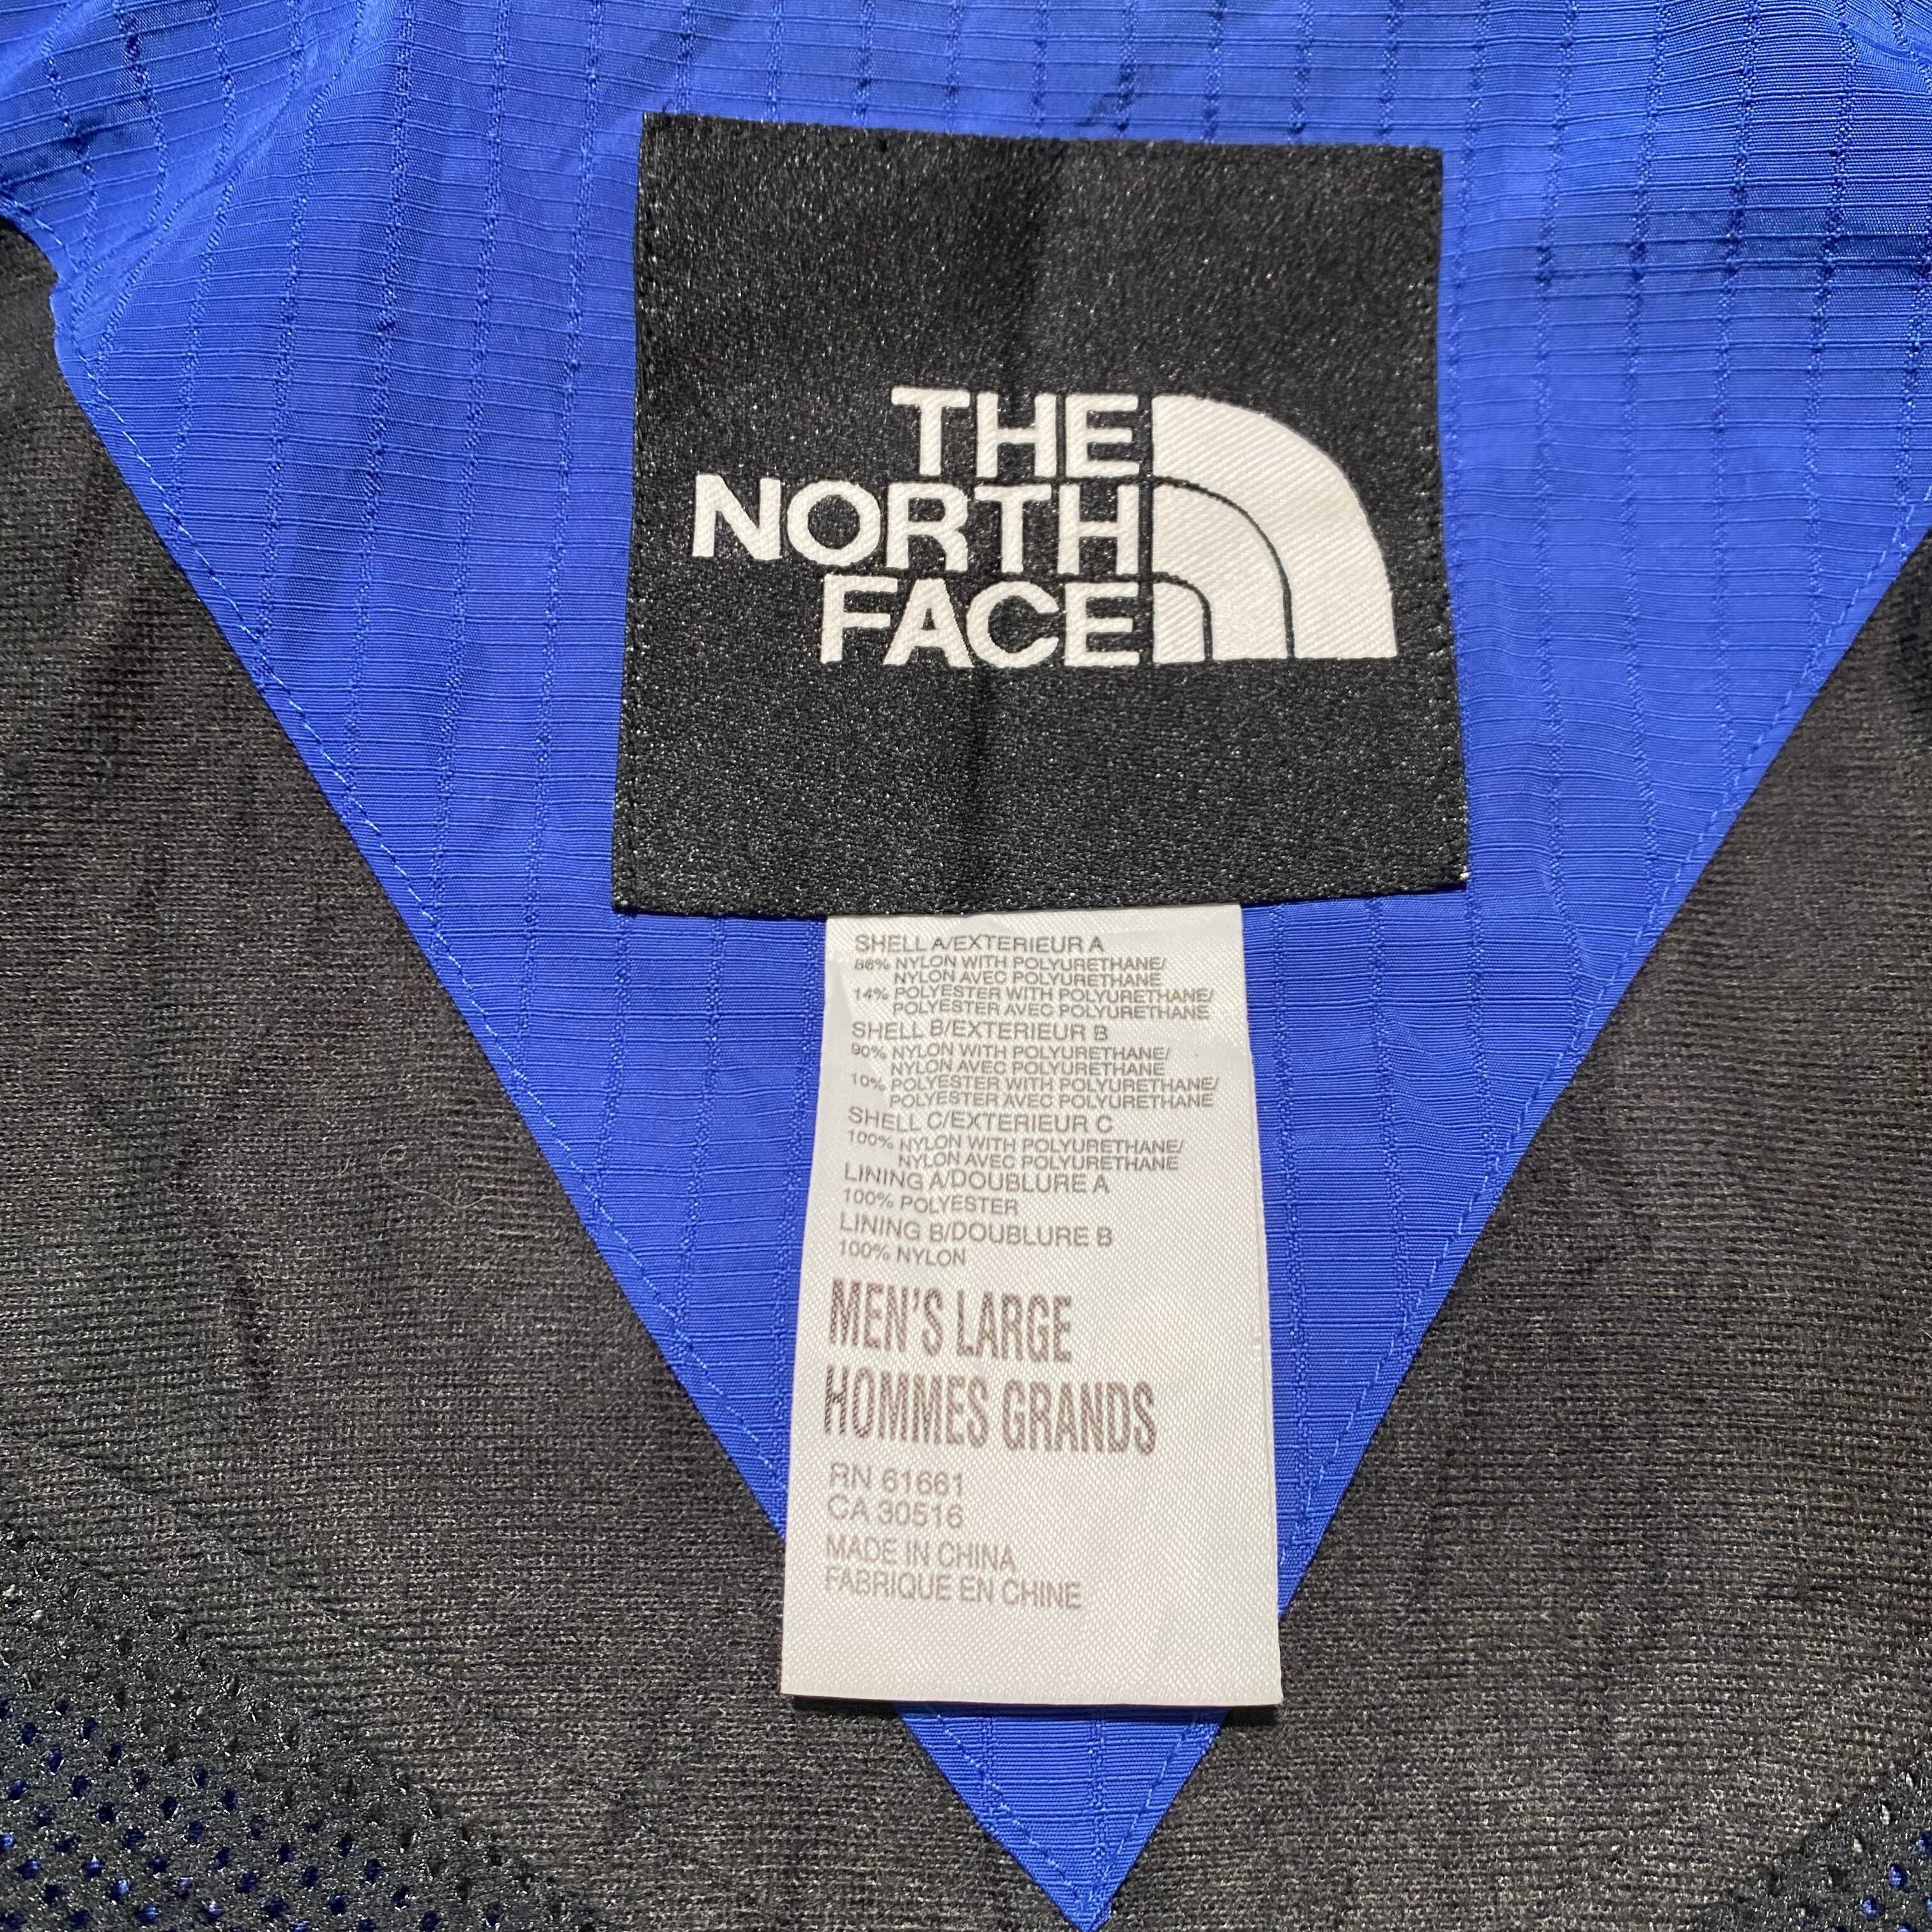 THE
NORTH
FACE
SHELL A/EXTERIEUR A
86% NYLON WITH POLYURETHANE/
NYLON AVEC POLYURETHANE
14% POLYESTER WITH POLYURETHANE/
POLYESTER AVEC POLYURETHANE
SHELL B/EXTERIEUR B
90% NYLON WITH POLYURETHANE/
NYLON AVEC POLYURETHANE
10% POLYESTER WITH POLYURETHANE/
POLYESTER AVEC POLYURETHANE
SHELL C/EXTERIEUR C
100% NYLON WITH POLYURETHANE/
NYLON AVEC POLYURETHANE
LINING A/DOUBLURE A
100% POLYESTER
LINING B/DOUBLURE B
100% NYLON
MEN'S LARGE
HOMMES GRANDS
RN 61661
CA 30516
MADE IN CHINA
FABRIQUE EN CHINE